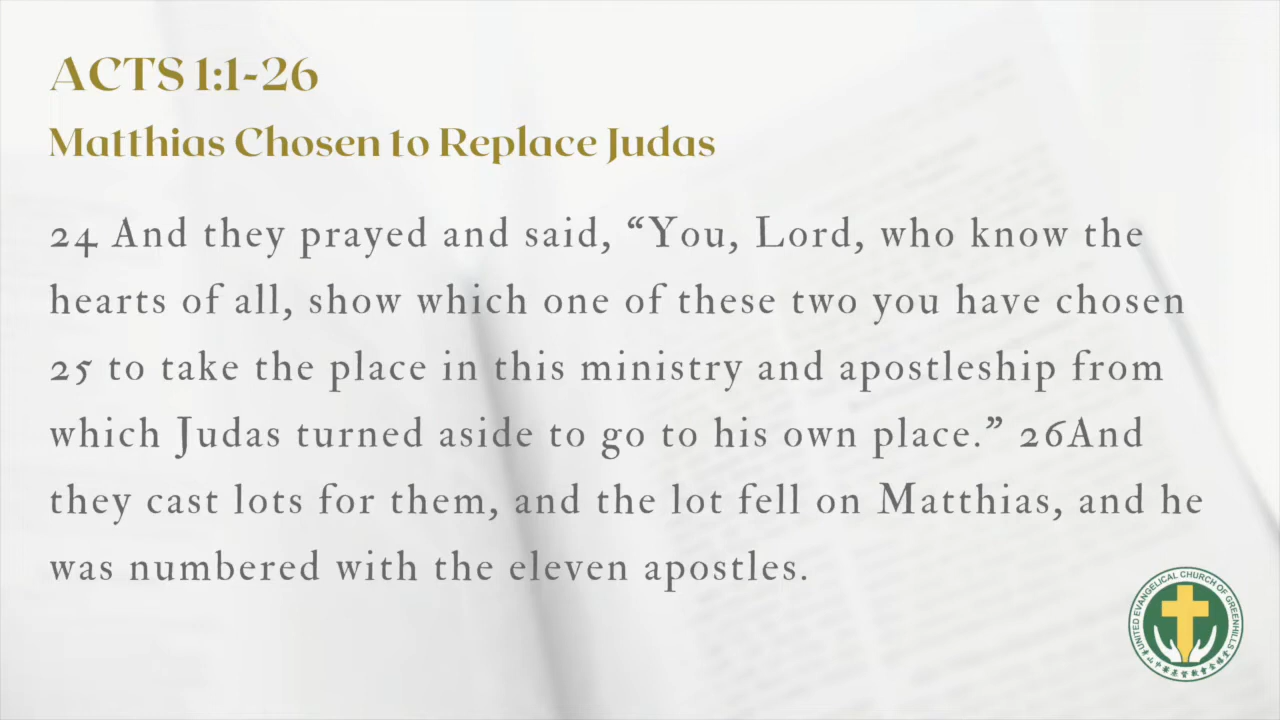 ACTS 1:1-26
Matthias Chosen to Replace Judas
24 And they prayed and said, “You, Lord, who know the
hearts of all, show which one of these two you have chosen
25 to take the place in this ministry and apostleship from
which Judas turned aside to go to his own place.” 26And
they cast lots for them, and the lot fell on Matthias, and he
was numbered with the eleven apostles.
UNITED EVANGELICAL CHURCH OF GREENHILLS